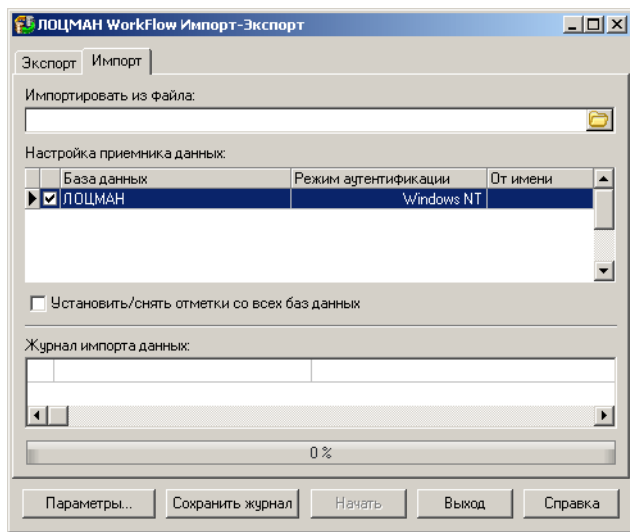 ЛОЦМАН WorkFlow Импорт-Экспорт
Экспорт Импорт
Импортировать из файла:
Настройка приемника данных:
База данных Режим аутентификации От имени
ЛОЦМАН Windows NT
Установить/снять отметки со всех баз данных
Журнал импорта данных:
0 %
Параметры... Сохранить журнал Начать Выход Справка